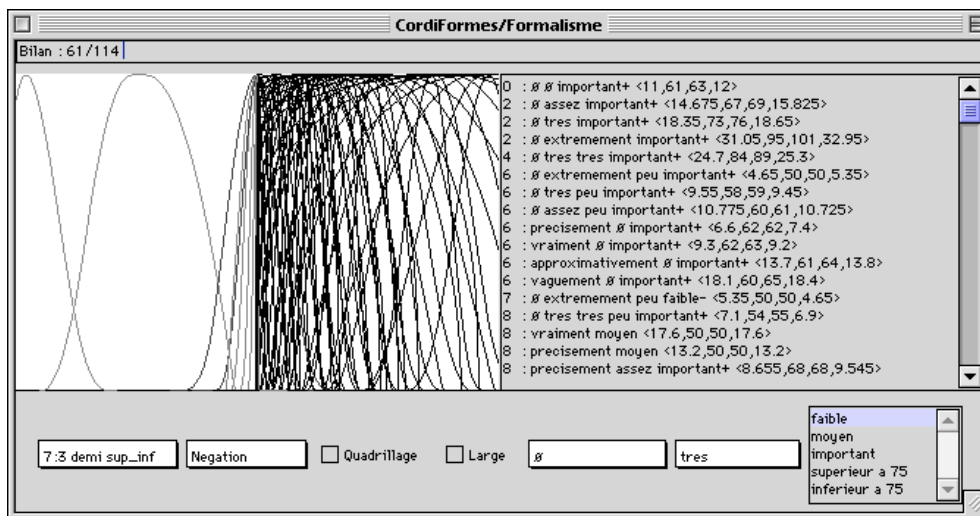 CordiFormes/Formalisme
Bilan : 61/114
0 : ø ø important+ <11,61,63,12>
2 : ø assez important+ <14.675,67,69,15.825>
2 : ø tres important+ <18.35,73,76,18.65>
2 : ø extremement important+ <31.05,95,101,32.95>
4 : ø tres tres important+ <24.7,84,89,25.3>
6 : ø extremement peu important+ <4.65,50,50,5.35>
6 : ø tres peu important+ <9.55,58,59,9.45>
6 : ø assez peu important+ <10.775,60,61,10.725>
6 : precisement ø important+ <6.6,62,62,7.4>
6 : vraiment ø important+ <9.3,62,63,9.2>
6 : approximativement ø important+ <13.7,61,64,13.8>
6 : vaguement ø important+ <18.1,60,65,18.4>
7 : ø extremement peu faible- <5.35,50,50,4.65>
8 : ø tres tres peu important+ <7.1,54,55,6.9>
8 : vraiment moyen <17.6,50,50,17.6>
8 : precisement moyen <13.2,50,50,13.2>
8 : precisement assez important+ <8.655,68,68,9.545>
7:3 demi sup_inf
Negation
Quadrillage
Large
ø
tres
faible
moyen
important
superieur a 75
inferieur a 75